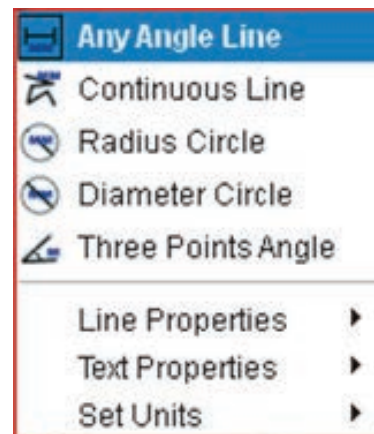 Any Angle Line
Continuous Line
Radius Circle
Diameter Circle
Three Points Angle
Line Properties
Text Properties
Set Units